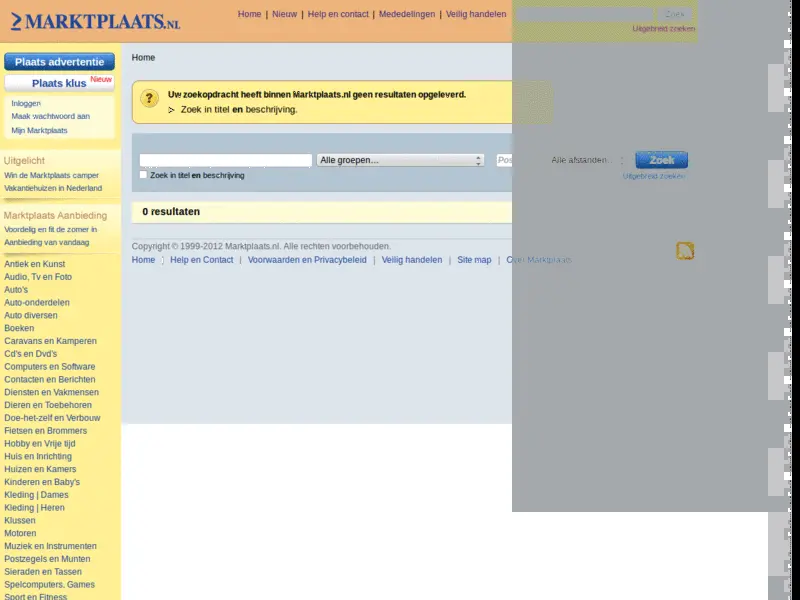 MARKTPLAATS.NL
Home | Nieuw | Help en contact | Mededelingen | Veilig handelen
Zoek
Uitgebreid zoeken
Plaats advertentie
Plaats klus Nieuw
Inloggen
Maak wachtwoord aan
Mijn Marktplaats
Uitgelicht
Win de Marktplaats camper
Vakantiehuizen in Nederland
Marktplaats Aanbieding
Voordelig en fit de zomer in
Aanbieding van vandaag
Antiek en Kunst
Audio, Tv en Foto
Auto's
Auto-onderdelen
Auto diversen
Boeken
Caravans en Kamperen
Cd's en Dvd's
Computers en Software
Contacten en Berichten
Diensten en Vakmensen
Dieren en Toebehoren
Doe-het-zelf en Verbouw
Fietsen en Brommers
Hobby en Vrije tijd
Huis en Inrichting
Huizen en Kamers
Kinderen en Baby's
Kleding | Dames
Kleding | Heren
Klussen
Motoren
Muziek en Instrumenten
Postzegels en Munten
Sieraden en Tassen
Spelcomputers, Games
Sport en Fitness
Home
Uw zoekopdracht heeft binnen Marktplaats.nl geen resultaten opgeleverd.
Zoek in titel en beschrijving.
Alle groepen... Pos Alle afstanden... Zoek
Zoek in titel en beschrijving Uitgebreid zoeken
0 resultaten
Copyright © 1999-2012 Marktplaats.nl. Alle rechten voorbehouden.
Home | Help en Contact | Voorwaarden en Privacybeleid | Veilig handelen | Site map | Over Marktplaats